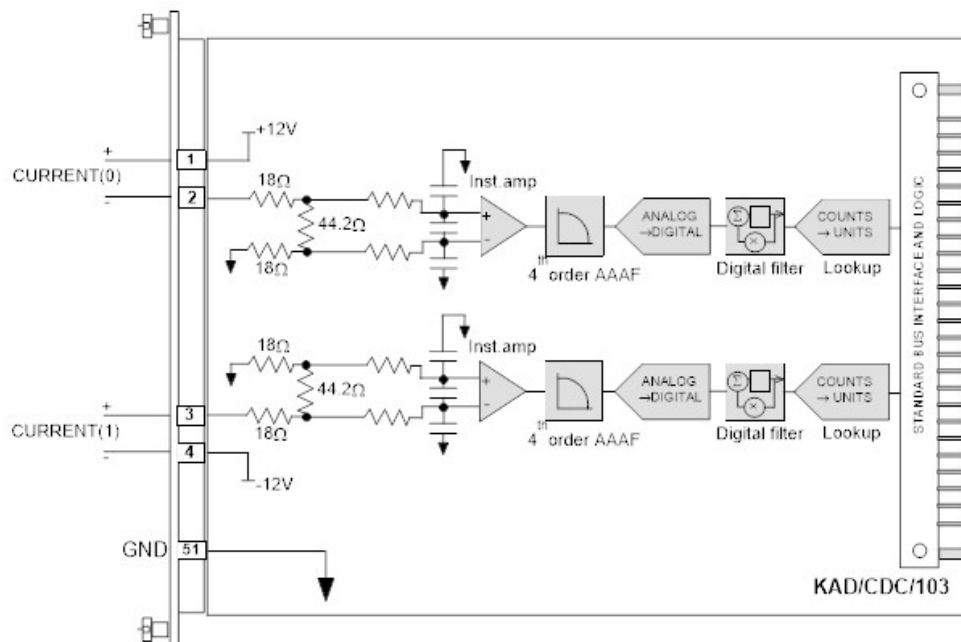 +12V
1
+
CURRENT(0)
-
2
18Ω
44.2Ω
18Ω
Inst.amp
+
-
4th order AAAF
ANALOG
→DIGITAL
Σ
×
Digital filter
COUNTS
→ UNITS
Lookup
18Ω
44.2Ω
18Ω
Inst.amp
+
-
4th order AAAF
ANALOG
→DIGITAL
Σ
×
Digital filter
COUNTS
→ UNITS
Lookup
+
3
CURRENT(1)
-
4
-12V
GND
51
STANDARD BUS INTERFACE AND LOGIC
KAD/CDC/103